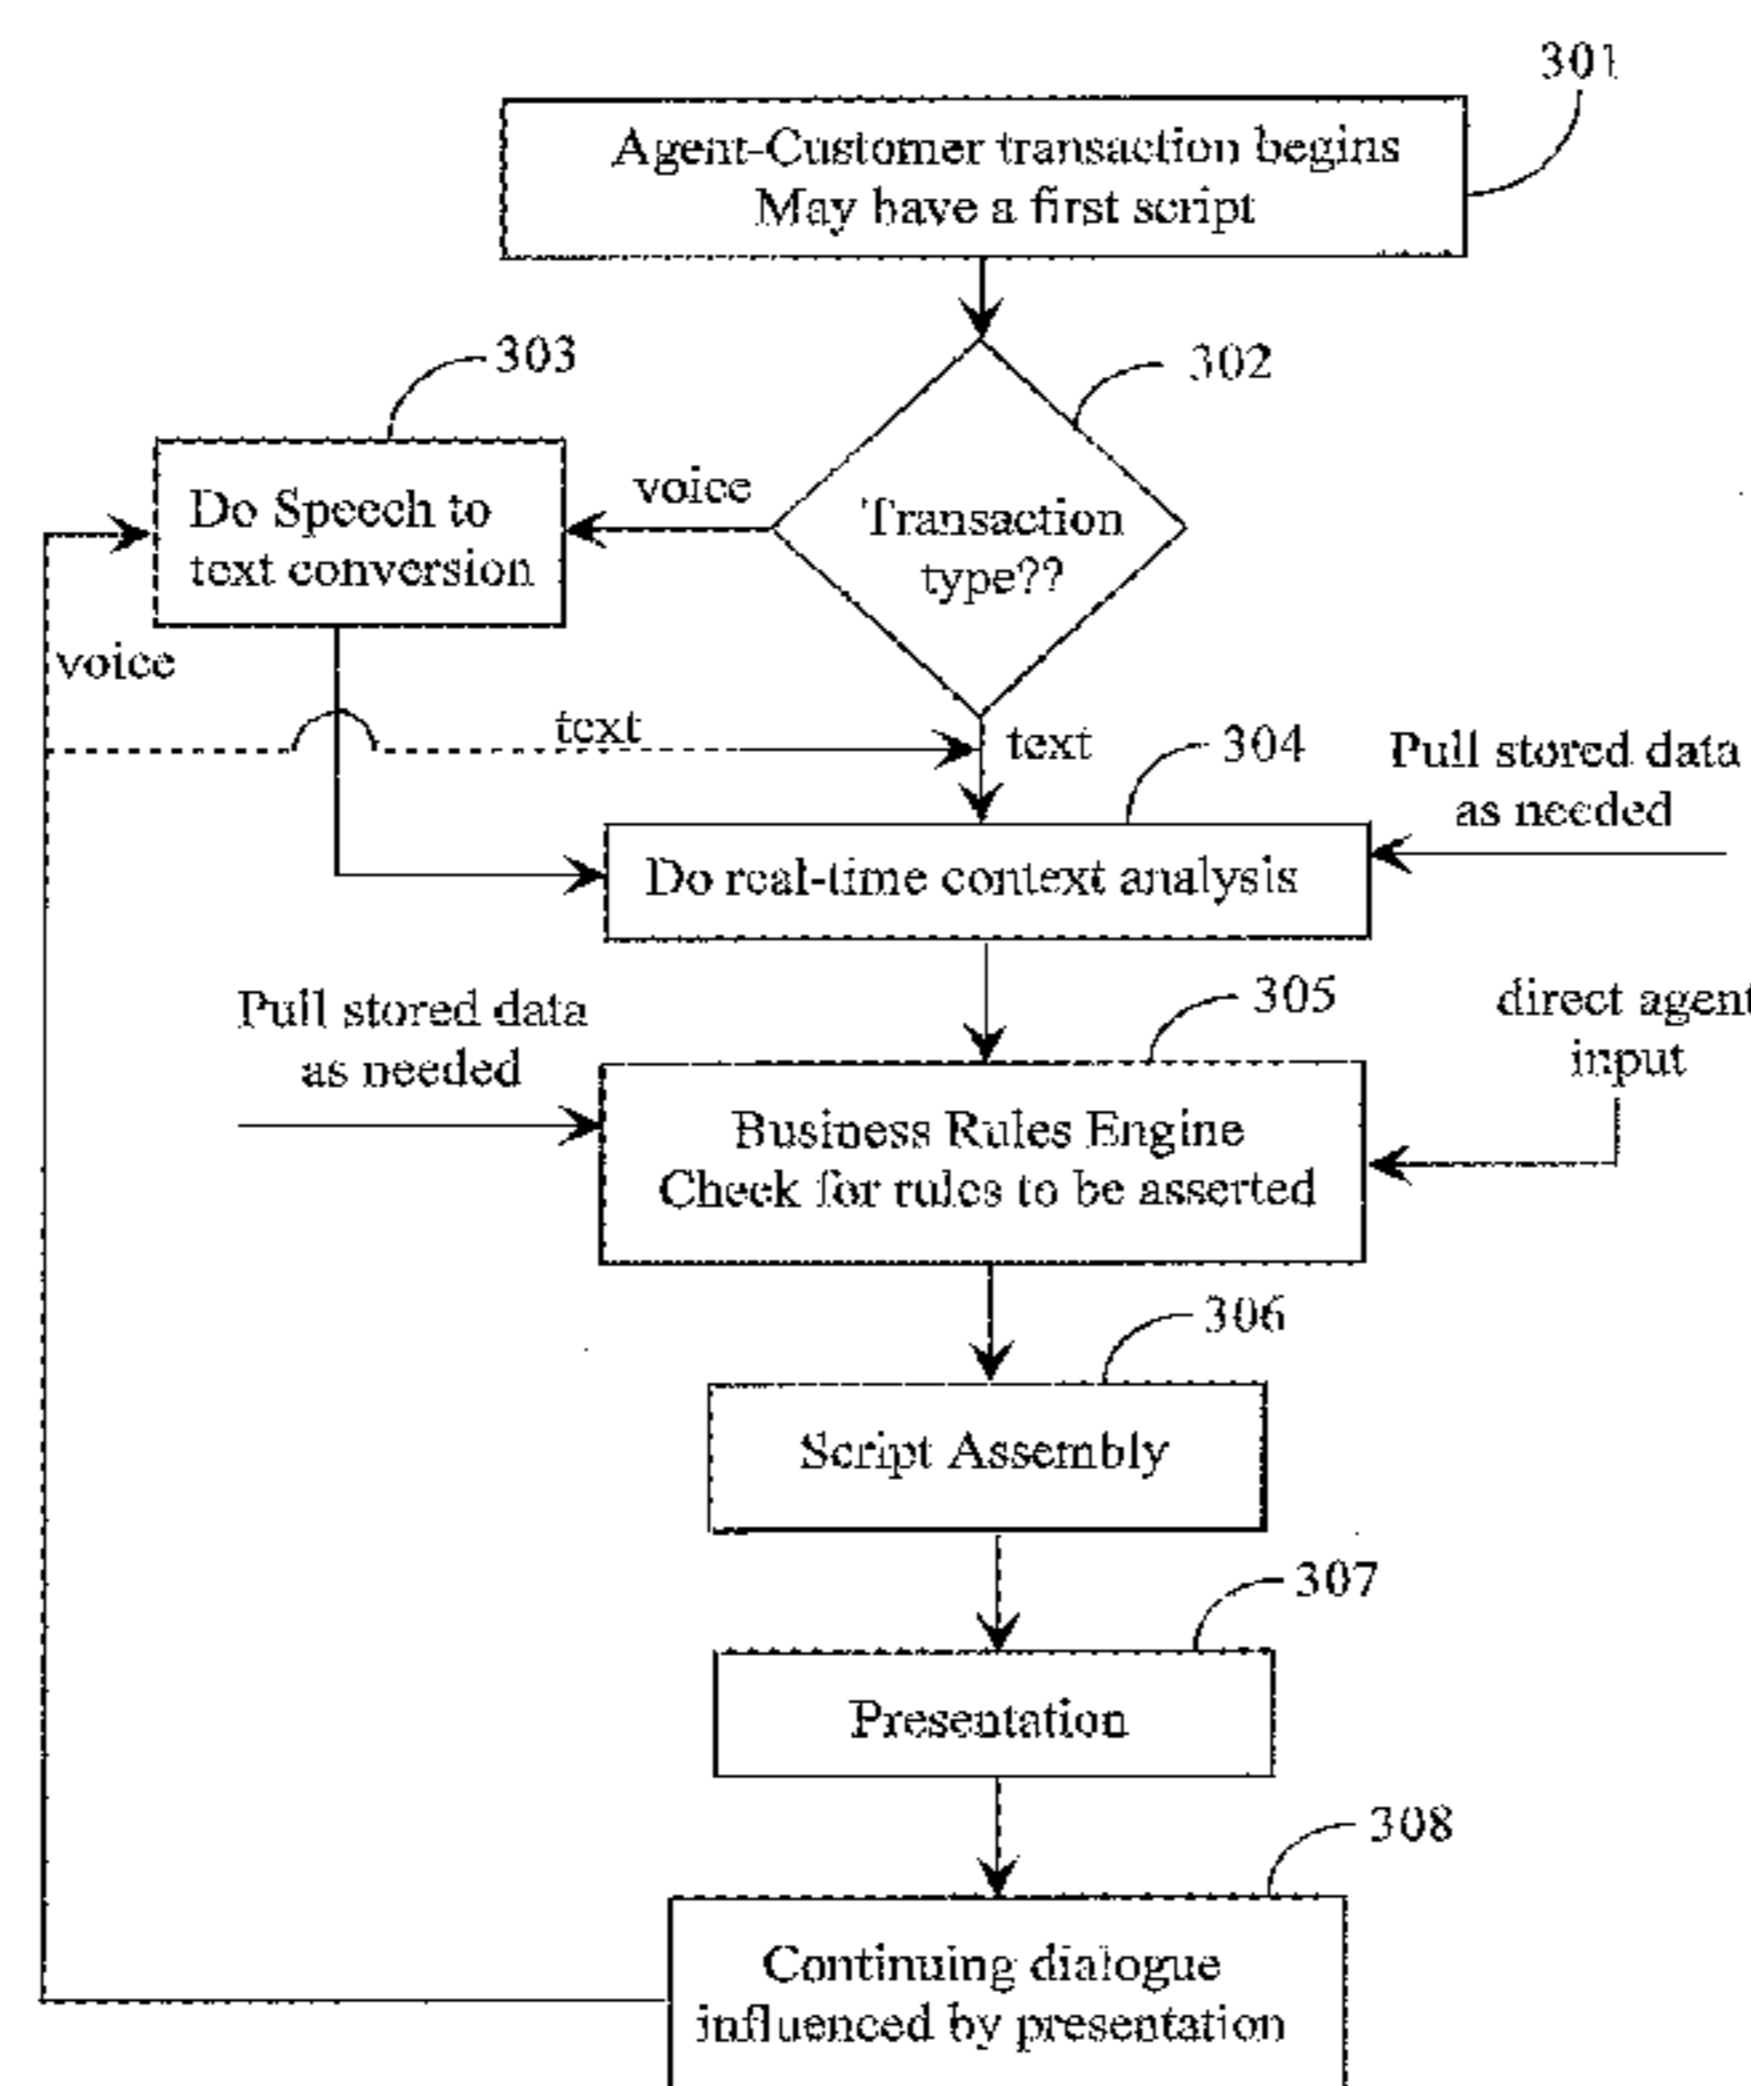 301
Agent-Customer transaction begins
May have a first script
303
302
Do Speech to
text conversion
voice
Transaction
type??
voice
text
text
304
Pull stored data
as needed
Do real-time context analysis
Pull stored data
as needed
305
direct agent
input
Business Rules Engine
Check for rules to be asserted
306
Script Assembly
307
Presentation
308
Continuing dialogue
influenced by presentation